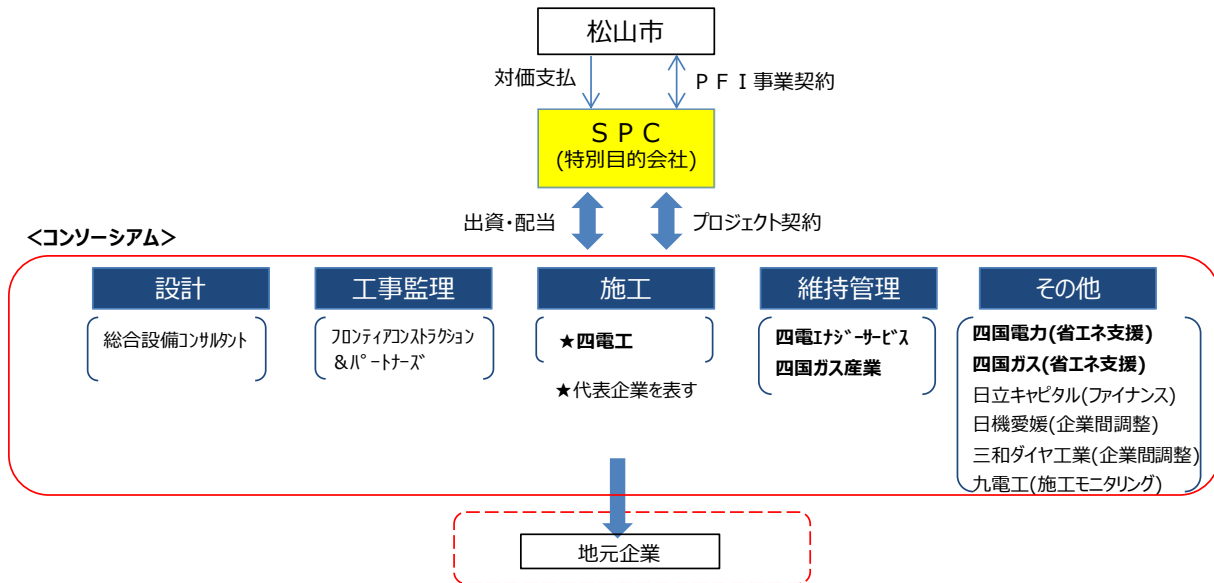 松山市
対価支払
ＰＦＩ事業契約
ＳＰＣ
(特別目的会社)
出資・配当
プロジェクト契約
＜コンソーシアム＞
設計
総合設備ｺﾝｻﾙﾀﾝﾄ
工事監理
ﾌﾛﾝﾃｨｱｺﾝｽﾄﾗｸｼｮﾝ
＆ﾊﾟｰﾄﾅｰｽﾞ
施工
★四電工
★代表企業を表す
維持管理
四電ｴﾅｼﾞｰｻｰﾋﾞｽ
四国ガス産業
その他
四国電力(省エネ支援)
四国ガス(省エネ支援)
日立キャピタル(ファイナンス)
日機愛媛(企業間調整)
三和ダイヤ工業(企業間調整)
九電工(施工モニタリング)
地元企業